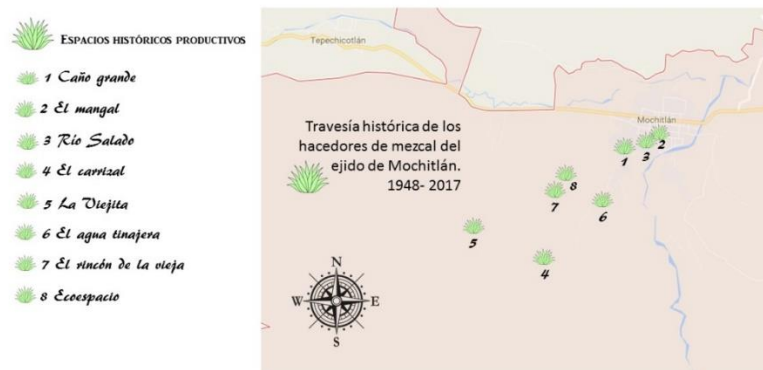 ESPACIOS HISTÓRICOS PRODUCTIVOS
1 Caño grande
2 El mangal
3 Río Salado
4 El carrizal
5 La Viejita
6 El agua tinajera
7 El rincón de la vieja
8 Ecoespacio
Tepechicotlán
Mochitlán
Travesía histórica de los
hacedores de mezcal del
ejido de Mochitlán.
1948- 2017
2
1
3
8
7
6
5
4
N
W
E
S